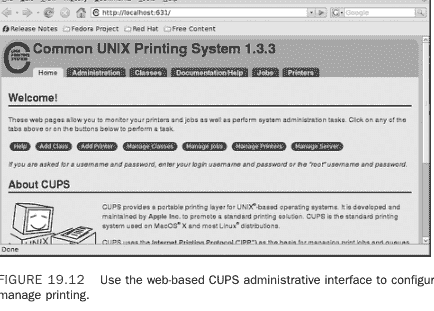 http://localhost:631/
Google
Release Notes Fedora Project Red Hat Free Content
Common UNIX Printing System 1.3.3
Home Administration Classes Documentation/Help Jobs Printers
Welcome!
These web pages allow you to monitor your printers and jobs as well as perform system administration tasks. Click on any of the
tabs above or on the buttons below to perform a task.
Help Add Class Add Printer Manage Classes Manage Jobs Manage Printers Manage Server
If you are asked for a username and password, enter your login username and password or the "root" username and password.
About CUPS
CUPS provides a portable printing layer for UNIX®-based operating systems. It is developed and
maintained by Apple Inc. to promote a standard printing solution. CUPS is the standard printing
system used on MacOS® X and most Linux® distributions.
CUPS uses the Internet Printing Protocol ("IPP") as the basis for managing print jobs and queues
UNIX
Done
FIGURE 19.12 Use the web-based CUPS administrative interface to configur
manage printing.